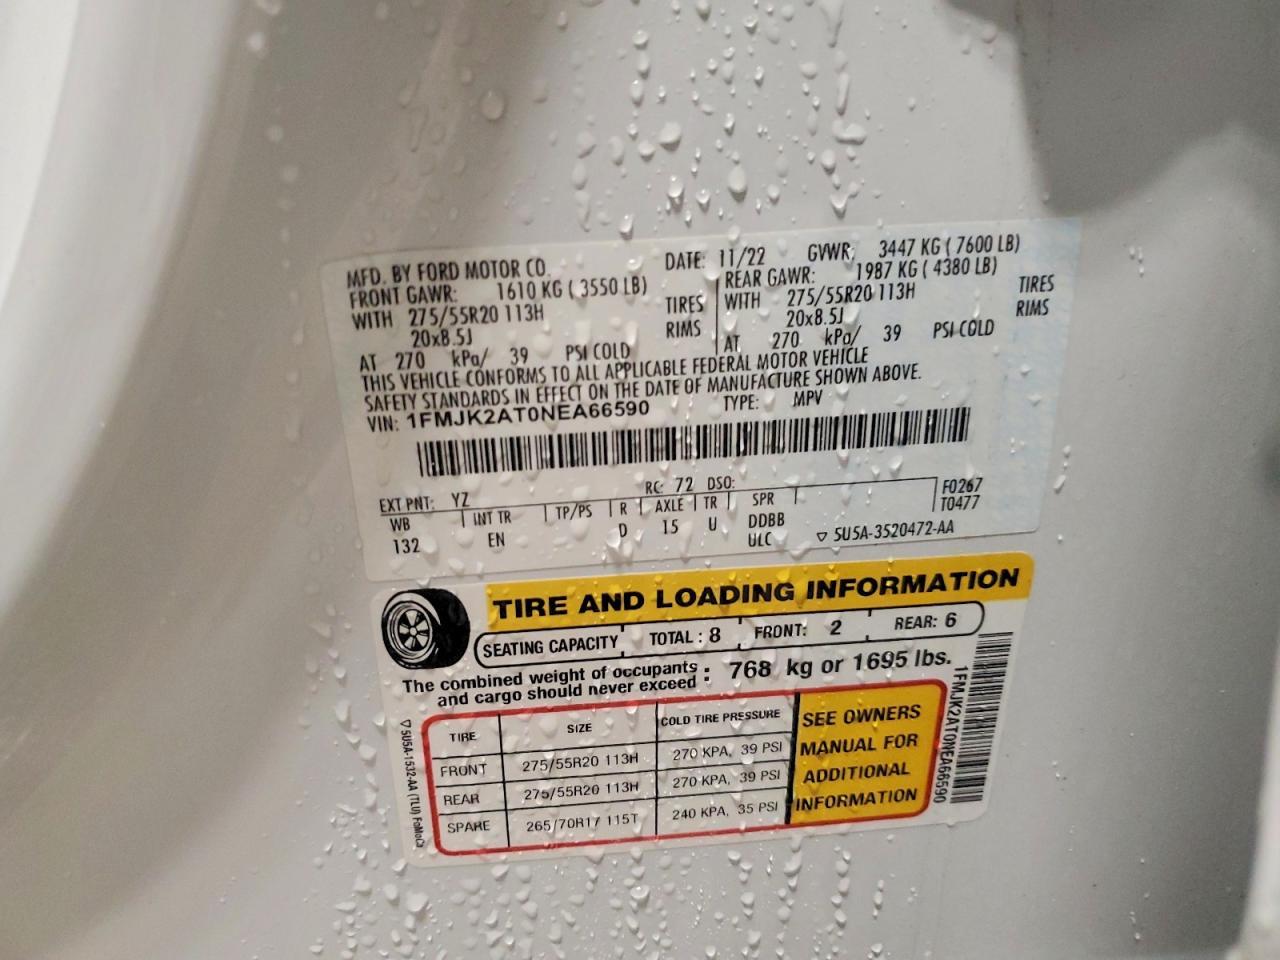 MFD. BY FORD MOTOR CO. DATE: 11/22 GVWR: 3447 KG ( 7600 LB)
FRONT GAWR: 1610 KG ( 3550 LB) REAR GAWR: 1987 KG ( 4380 LB)
WITH 275/55R20 113H TIRES WITH 275/55R20 113H TIRES
20x8.5J RIMS 20x8.5J RIMS
AT 270 kPa/ 39 PSI COLD AT 270 kPa/ 39 PSI COLD
THIS VEHICLE CONFORMS TO ALL APPLICABLE FEDERAL MOTOR VEHICLE
SAFETY STANDARDS IN EFFECT ON THE DATE OF MANUFACTURE SHOWN ABOVE.
VIN: 1FMJK2AT0NEA66590 TYPE: MPV
EXT PNT: YZ RC: 72 DSO: F0267
WB INT TR TP/PS R AXLE TR SPR T0477
132 EN D 15 U DDBB
ULC ▽ 5U5A-3520472-AA
TIRE AND LOADING INFORMATION
SEATING CAPACITY TOTAL : 8 FRONT: 2 REAR: 6
The combined weight of occupants and cargo should never exceed : 768 kg or 1695 lbs.
TIRE SIZE COLD TIRE PRESSURE
FRONT 275/55R20 113H 270 KPA, 39 PSI
REAR 275/55R20 113H 270 KPA, 39 PSI
SPARE 265/70R17 115T 240 KPA, 35 PSI
SEE OWNERS
MANUAL FOR
ADDITIONAL
INFORMATION
▽ 5U5A-1532-AA (TLU) FoMoCo
1FMJK2AT0NEA66590